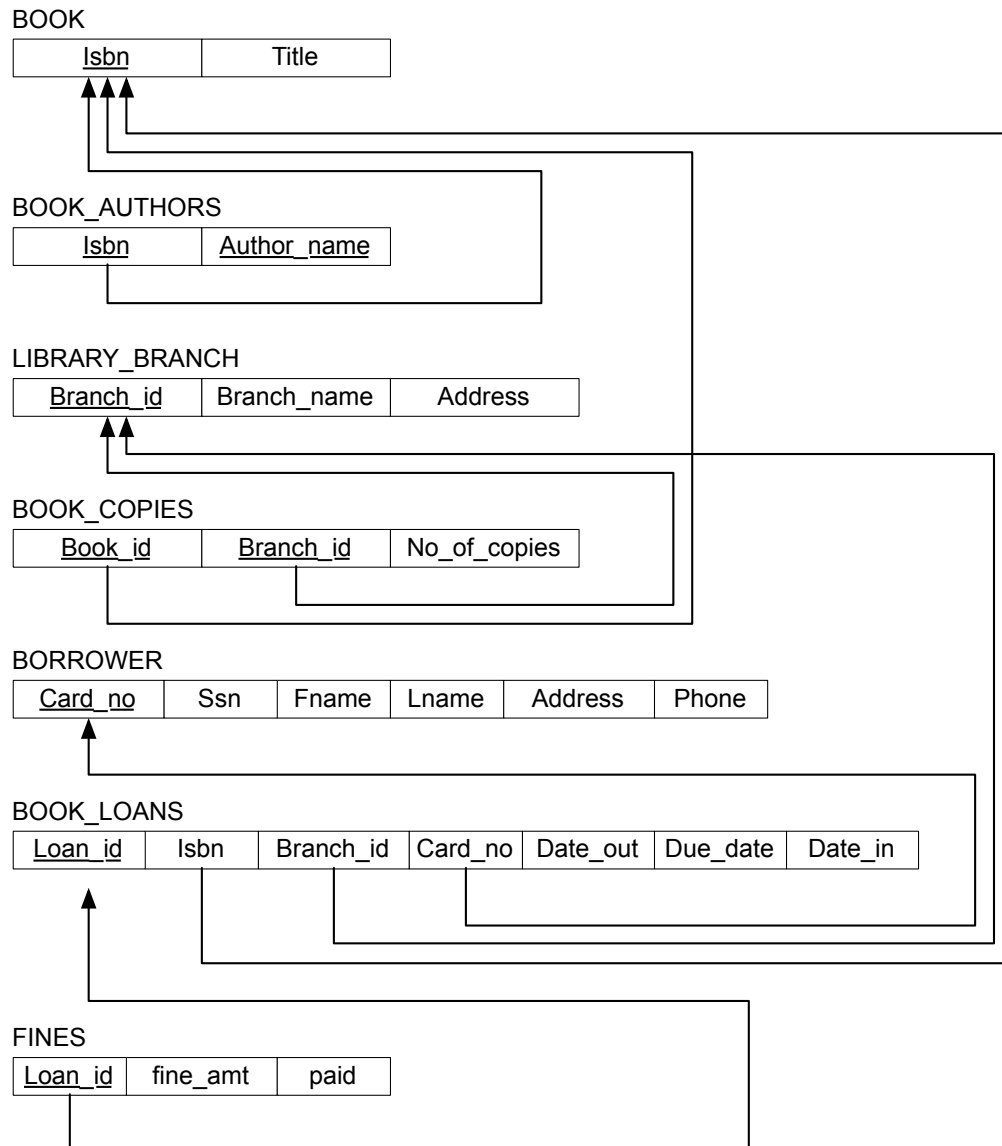 BOOK
Isbn Title
BOOK_AUTHORS
Isbn Author_name
LIBRARY_BRANCH
Branch_id Branch_name Address
BOOK_COPIES
Book_id Branch_id No_of_copies
BORROWER
Card_no Ssn Fname Lname Address Phone
BOOK_LOANS
Loan_id Isbn Branch_id Card_no Date_out Due_date Date_in
FINES
Loan_id fine_amt paid